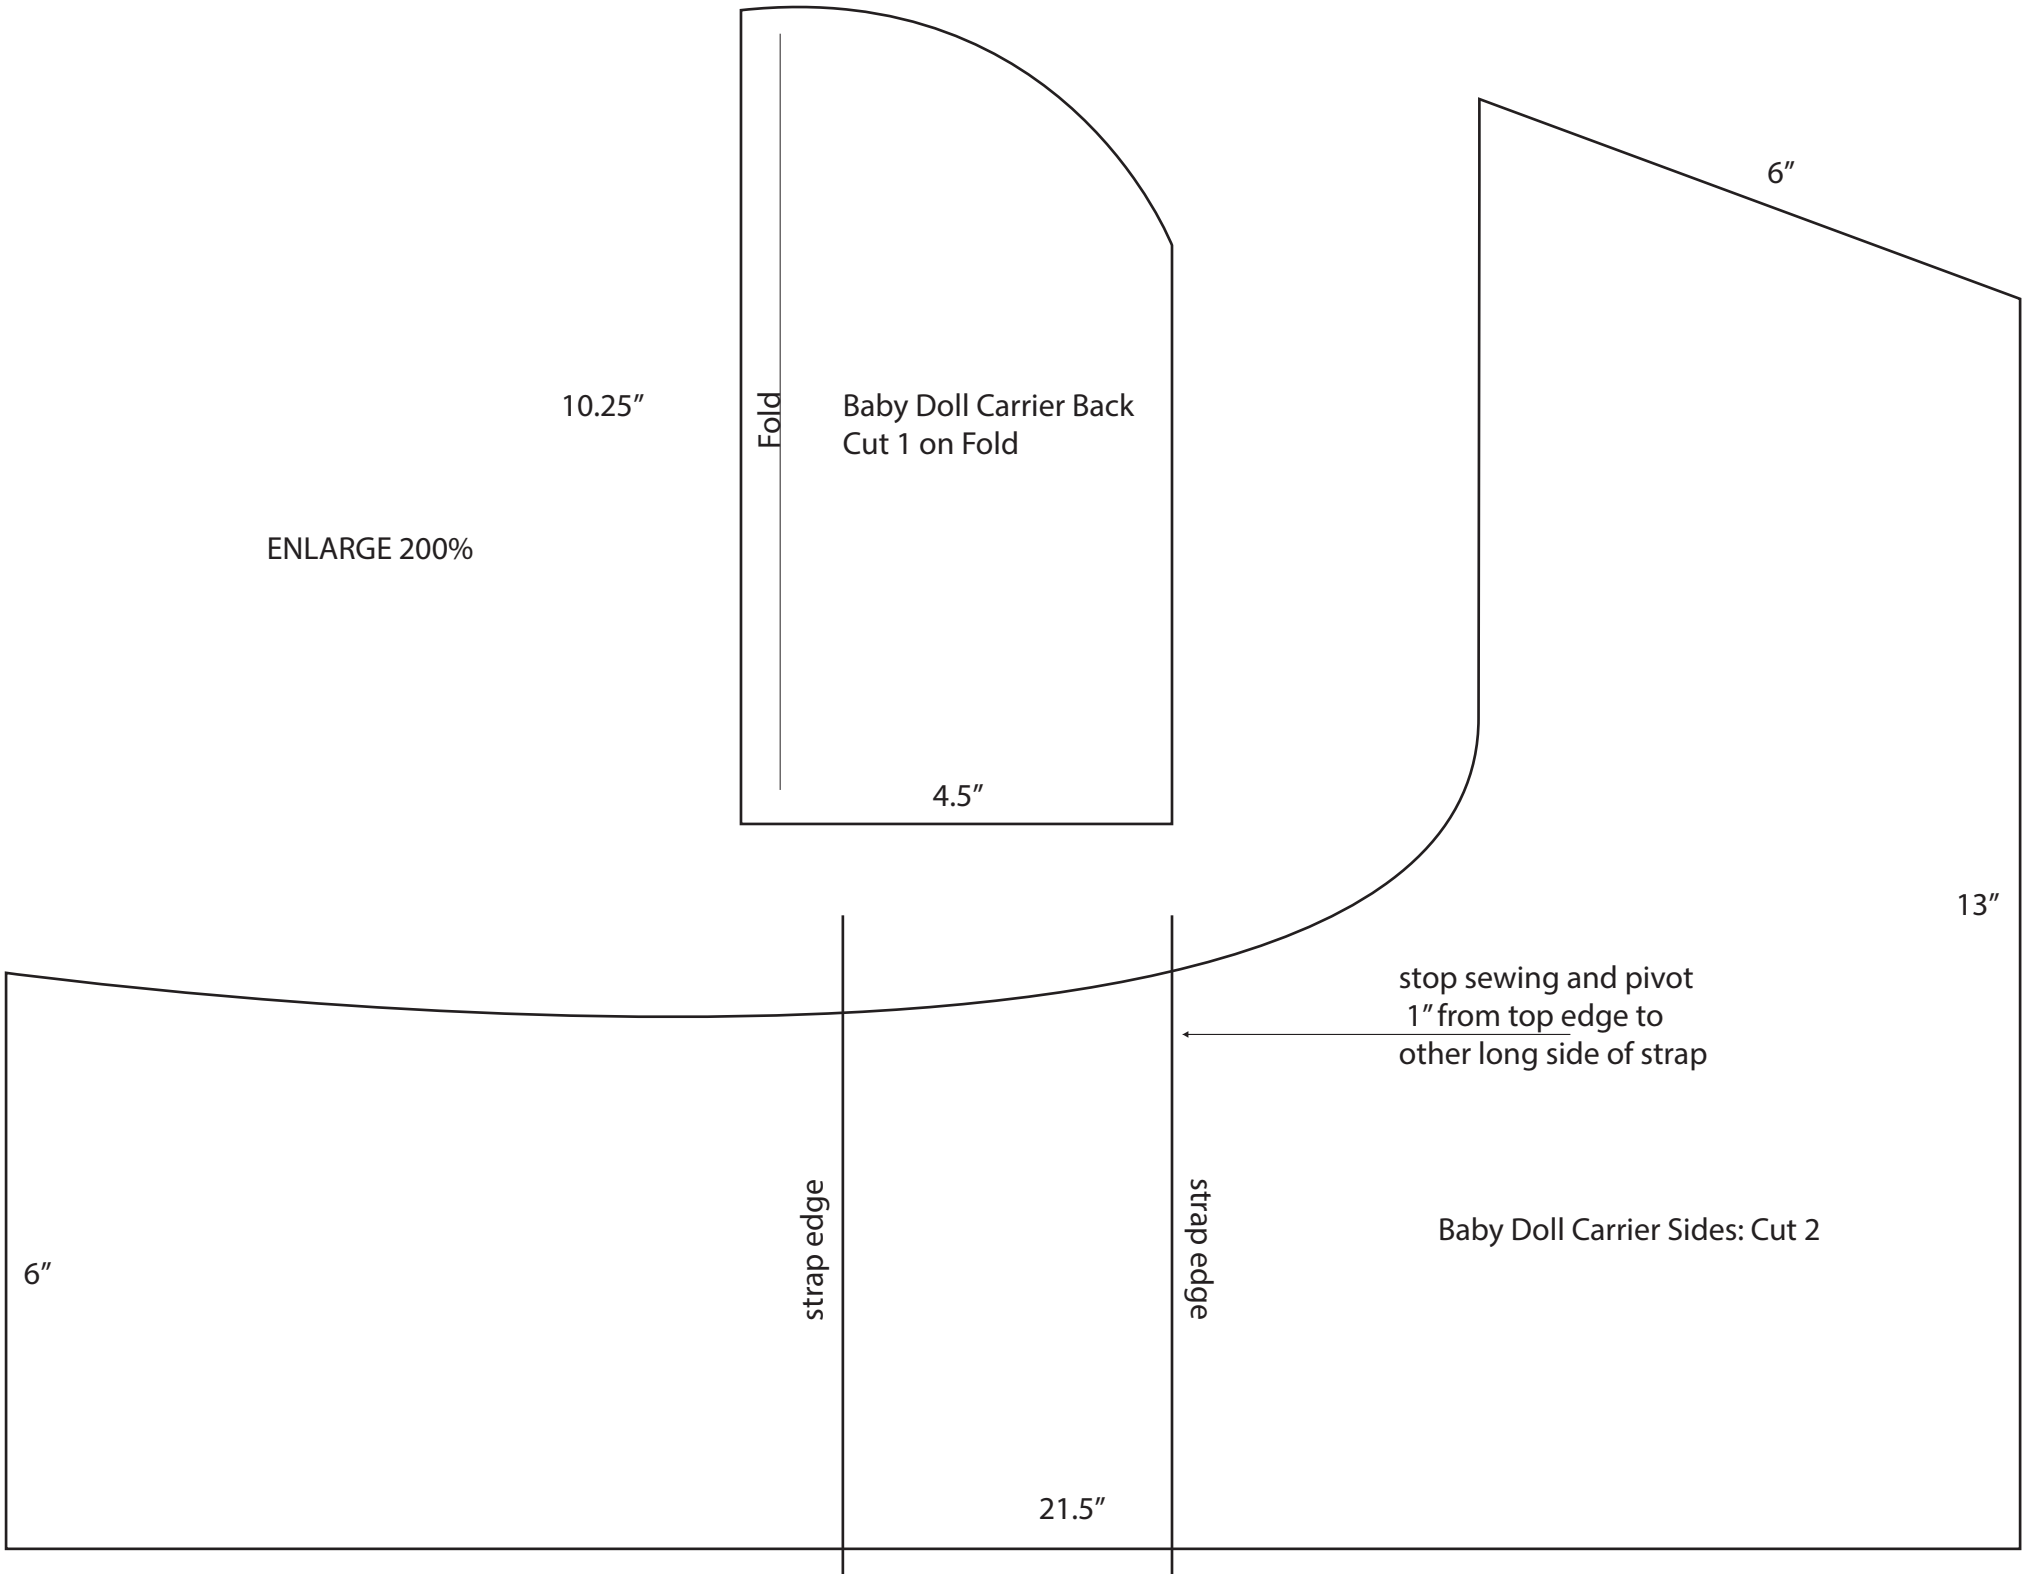 6”
10.25”
Fold
Baby Doll Carrier Back
Cut 1 on Fold
ENLARGE 200%
4.5”
13”
stop sewing and pivot
1” from top edge to
other long side of strap
strap edge
strap edge
Baby Doll Carrier Sides: Cut 2
6”
21.5”